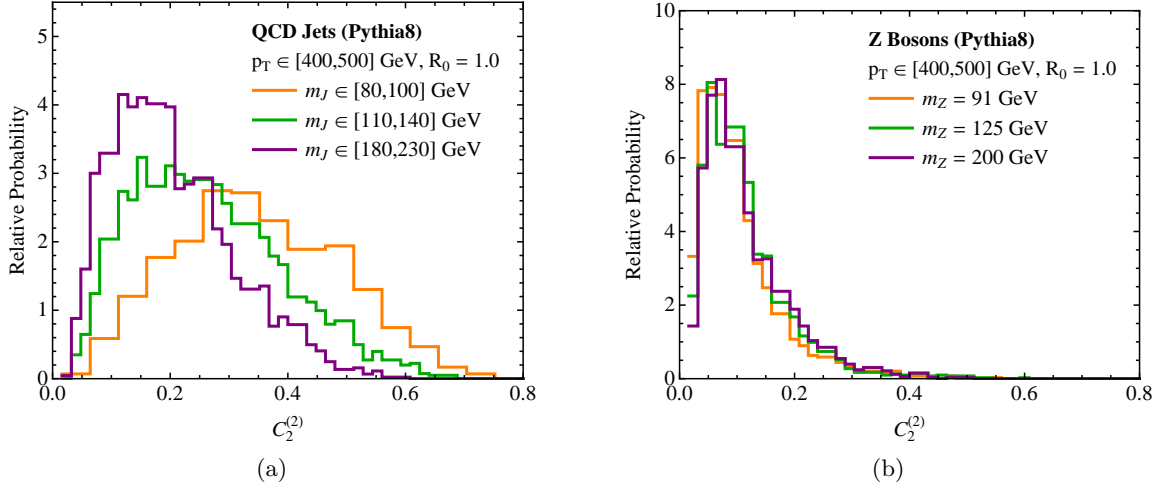 QCD Jets (Pythia8)
p_T ∈ [400,500] GeV, R_0 = 1.0
m_J ∈ [80,100] GeV
m_J ∈ [110,140] GeV
m_J ∈ [180,230] GeV
Relative Probability
5
4
3
2
1
0
0.0 0.2 0.4 0.6 0.8
C_2^{(2)}
(a)
Z Bosons (Pythia8)
p_T ∈ [400,500] GeV, R_0 = 1.0
m_Z = 91 GeV
m_Z = 125 GeV
m_Z = 200 GeV
Relative Probability
10
8
6
4
2
0
0.0 0.2 0.4 0.6 0.8
C_2^{(2)}
(b)